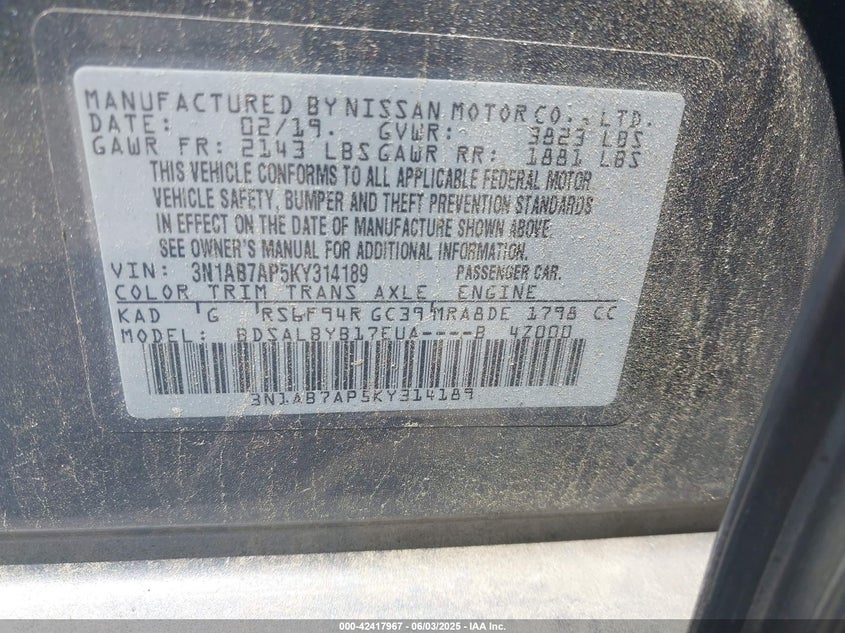 MANUFACTURED BY NISSAN MOTOR CO., LTD.
DATE: 02/19. GVWR: 3823 LBS
GAWR FR: 2143 LBS GAWR RR: 1881 LBS
THIS VEHICLE CONFORMS TO ALL APPLICABLE FEDERAL MOTOR
VEHICLE SAFETY, BUMPER AND THEFT PREVENTION STANDARDS
IN EFFECT ON THE DATE OF MANUFACTURE SHOWN ABOVE.
SEE OWNER'S MANUAL FOR ADDITIONAL INFORMATION.
VIN: 3N1AB7AP5KY314189 PASSENGER CAR.
COLOR TRIM TRANS AXLE ENGINE
KAD G RS6F94R GC39 MRA8DE 1798 CC
MODEL: BDSALBYB17EUA----B 47000
3N1AB7AP5KY314189
000-42417967 | 06/03/2025 - IAA Inc.